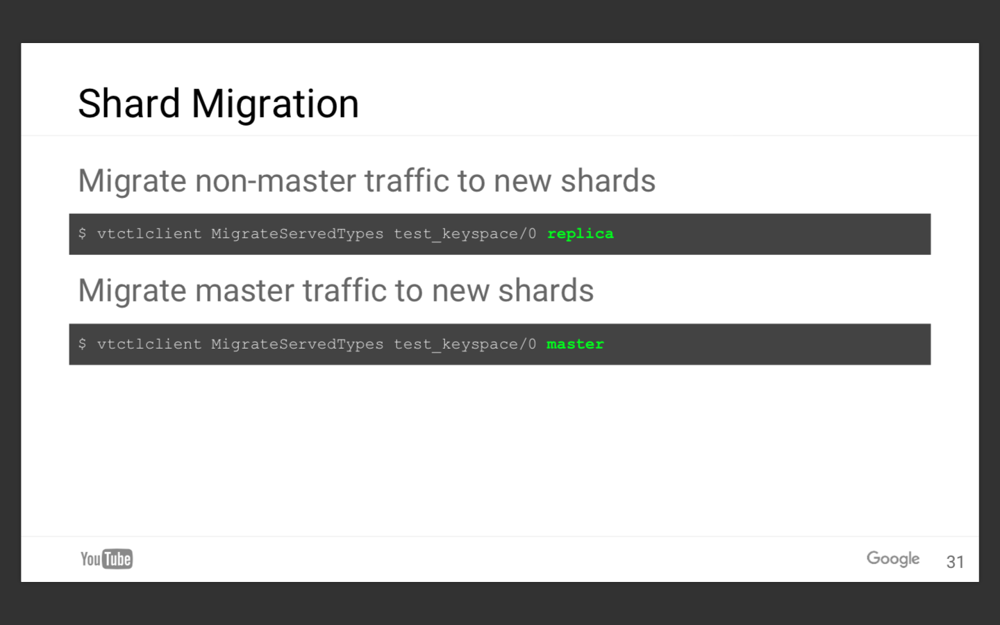 Shard Migration
Migrate non-master traffic to new shards
$ vtctlclient MigrateServedTypes test_keyspace/0 replica
Migrate master traffic to new shards
$ vtctlclient MigrateServedTypes test_keyspace/0 master
YouTube
Google
31